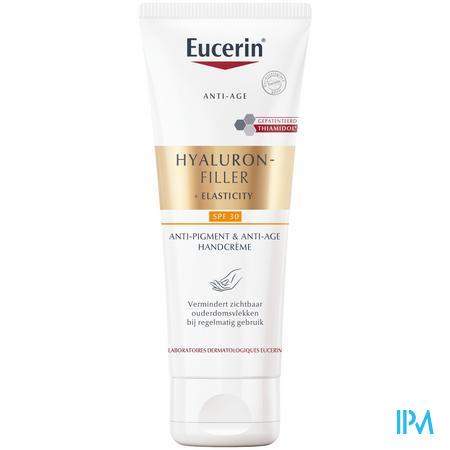 Eucerin®
ANTI-AGE
GEPATENTEERD
THIAMIDOL®
HYALURON-
FILLER
+ ELASTICITY
SPF 30
ANTI-PIGMENT & ANTI-AGE
HANDCRÈME
Vermindert zichtbaar
ouderdomsvlekken
bij regelmatig gebruik
LABORATOIRES DERMATOLOGIQUES EUCERIN
IPM